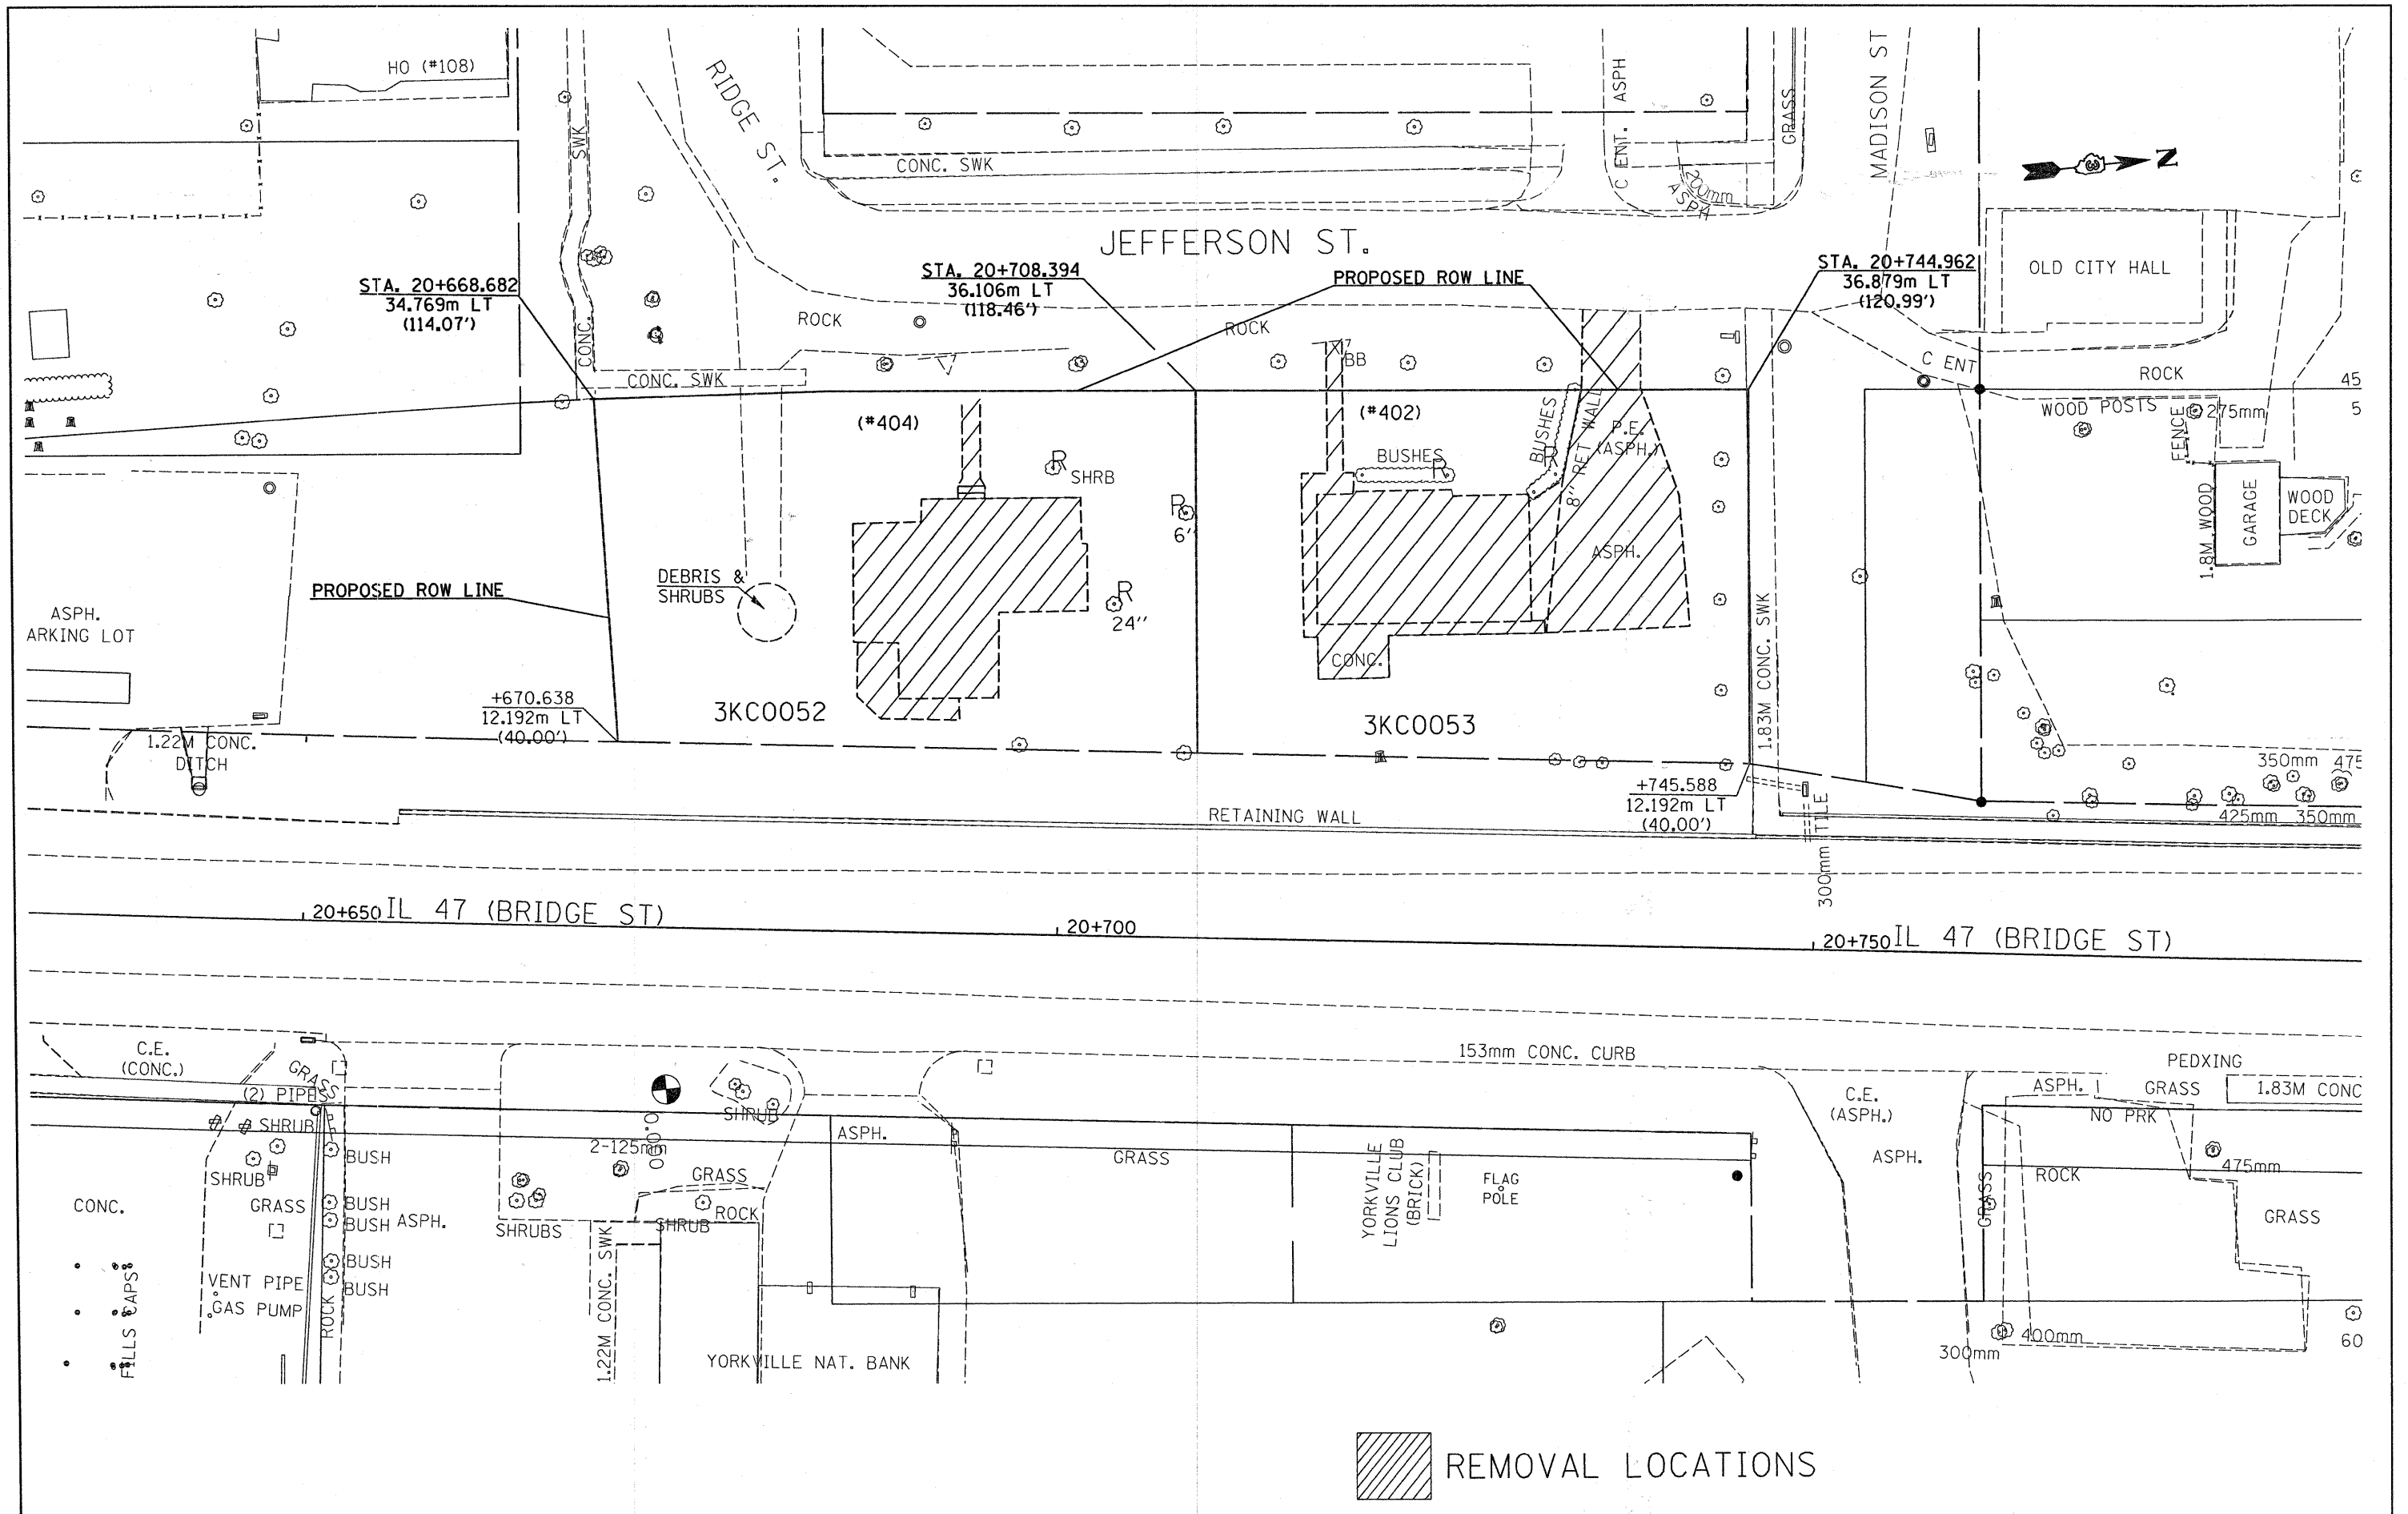 HO (#108)
SWK
RIDGE ST.
CONC. SWK
C ENT. ASPH
200mm
ASPH
GRASS
MADISON ST
N
JEFFERSON ST.
STA. 20+668.682
34.769m LT
(114.07')
STA. 20+708.394
36.106m LT
(118.46')
PROPOSED ROW LINE
STA. 20+744.962
36.879m LT
(120.99')
OLD CITY HALL
CONC.
ROCK
ROCK
BB
C ENT
ROCK
45
CONC. SWK
(#404)
(#402)
BUSHES
BUSHES
R
R
8'' RET WALL
P.E.
(ASPH.)
WOOD POSTS
275mm
5
FENCE
R
SHRB
R
6'
R
24''
ASPH.
CONC.
1.8M WOOD
GARAGE
WOOD
DECK
PROPOSED ROW LINE
DEBRIS &
SHRUBS
ASPH.
ARKING LOT
+670.638
12.192m LT
(40.00')
3KC0052
3KC0053
1.83M CONC. SWK
1.22M CONC.
DITCH
+745.588
12.192m LT
(40.00')
RETAINING WALL
300mm TILE
350mm
475
425mm
350mm
20+650
IL 47 (BRIDGE ST)
20+700
20+750
IL 47 (BRIDGE ST)
C.E.
(CONC.)
GRASS
(2) PIPES
SHRUB
BUSH
SHRUB
GRASS
BUSH
BUSH
ASPH.
BUSH
BUSH
CONC.
VENT PIPE
GAS PUMP
FILLS CAPS
ROCK
SHRUB
2-125mm
0.000
GRASS
SHRUB
ROCK
SHRUBS
1.22M CONC. SWK
YORKVILLE NAT. BANK
ASPH.
GRASS
153mm CONC. CURB
YORKVILLE
LIONS CLUB
(BRICK)
FLAG
POLE
C.E.
(ASPH.)
ASPH.
PEDXING
ASPH.
GRASS
1.83M CONC
NO PRK
475mm
ROCK
GRASS
GRASS
400mm
300mm
60
REMOVAL LOCATIONS